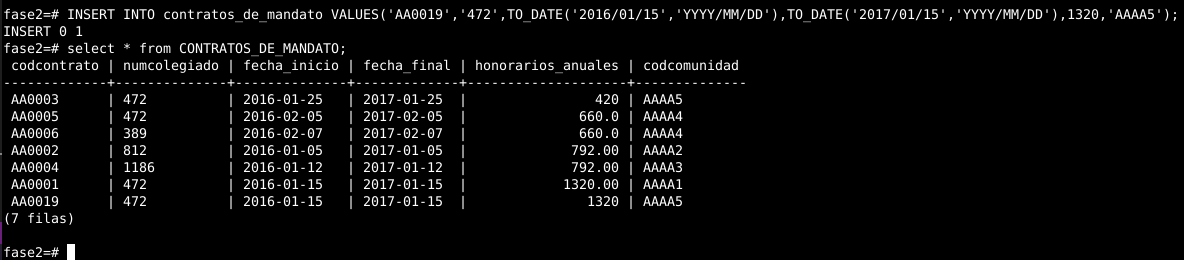 fase2=# INSERT INTO contratos_de_mandato VALUES('AA0019','472',TO_DATE('2016/01/15','YYYY/MM/DD'),TO_DATE('2017/01/15','YYYY/MM/DD'),1320,'AAAA5');
INSERT 0 1
fase2=# select * from CONTRATOS_DE_MANDATO;
 codcontrato | numcolegiado | fecha_inicio | fecha_final | honorarios_anuales | codcomunidad
-------------+--------------+--------------+-------------+--------------------+--------------
 AA0003      | 472          | 2016-01-25   | 2017-01-25  |                420 | AAAA5
 AA0005      | 472          | 2016-02-05   | 2017-02-05  |              660.0 | AAAA4
 AA0006      | 389          | 2016-02-07   | 2017-02-07  |              660.0 | AAAA4
 AA0002      | 812          | 2016-01-05   | 2017-01-05  |             792.00 | AAAA2
 AA0004      | 1186         | 2016-01-12   | 2017-01-12  |             792.00 | AAAA3
 AA0001      | 472          | 2016-01-15   | 2017-01-15  |            1320.00 | AAAA1
 AA0019      | 472          | 2016-01-15   | 2017-01-15  |               1320 | AAAA5
(7 filas)
fase2=#